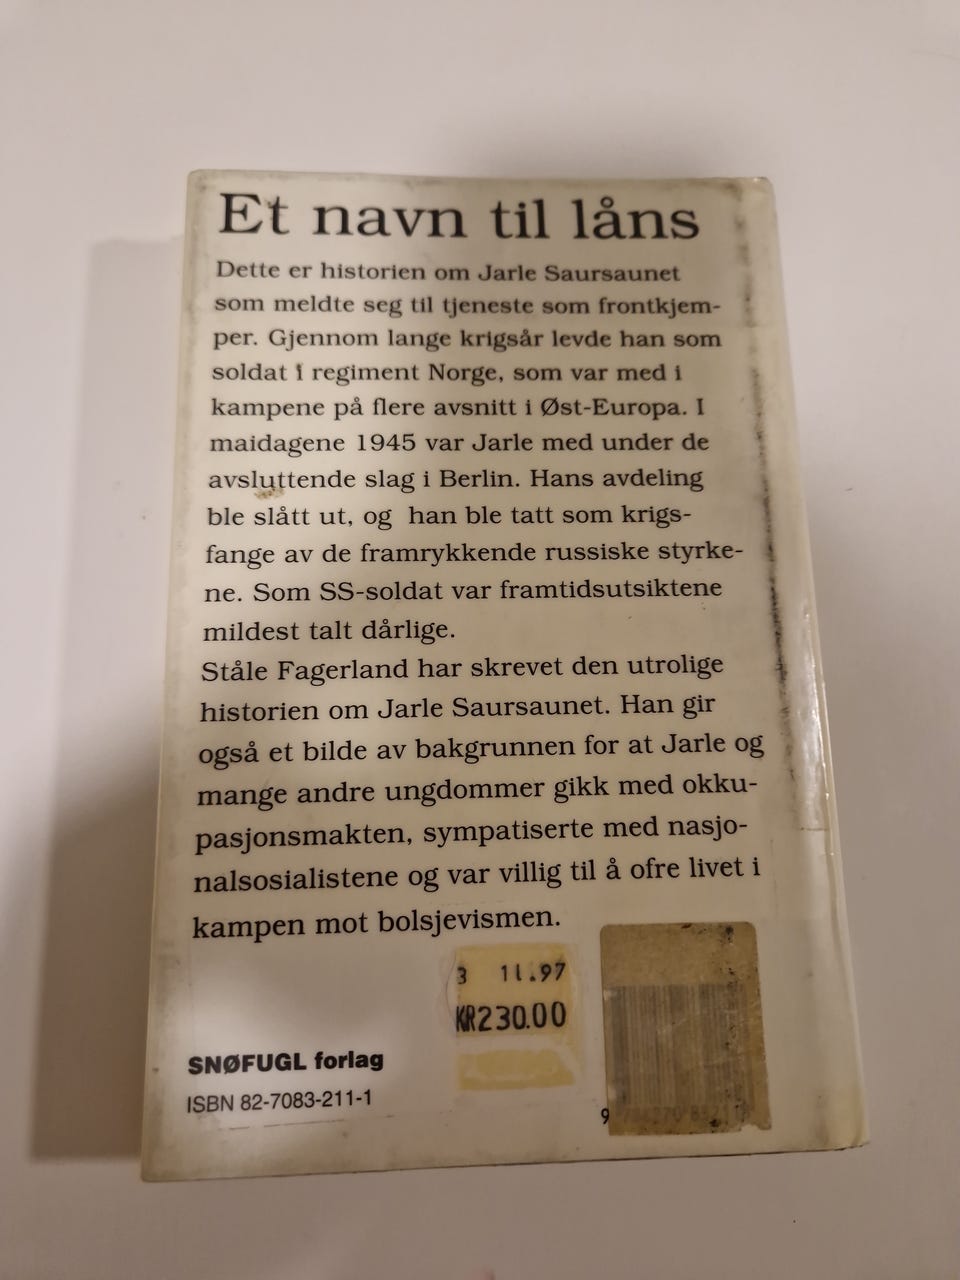 Et navn til låns
Dette er historien om Jarle Saursaunet
som meldte seg til tjeneste som frontkjem-
per. Gjennom lange krigsår levde han som
soldat i regiment Norge, som var med i
kampene på flere avsnitt i Øst-Europa. I
maidagene 1945 var Jarle med under de
avsluttende slag i Berlin. Hans avdeling
ble slått ut, og han ble tatt som krigs-
fange av de framrykkende russiske styrke-
ne. Som SS-soldat var framtidsutsiktene
mildest talt dårlige.
Ståle Fagerland har skrevet den utrolige
historien om Jarle Saursaunet. Han gir
også et bilde av bakgrunnen for at Jarle og
mange andre ungdommer gikk med okku-
pasjonsmakten, sympatiserte med nasjo-
nalsosialistene og var villig til å ofre livet i
kampen mot bolsjevismen.
3 11.97
KR230.00
SNØFUGL forlag
ISBN 82-7083-211-1
9